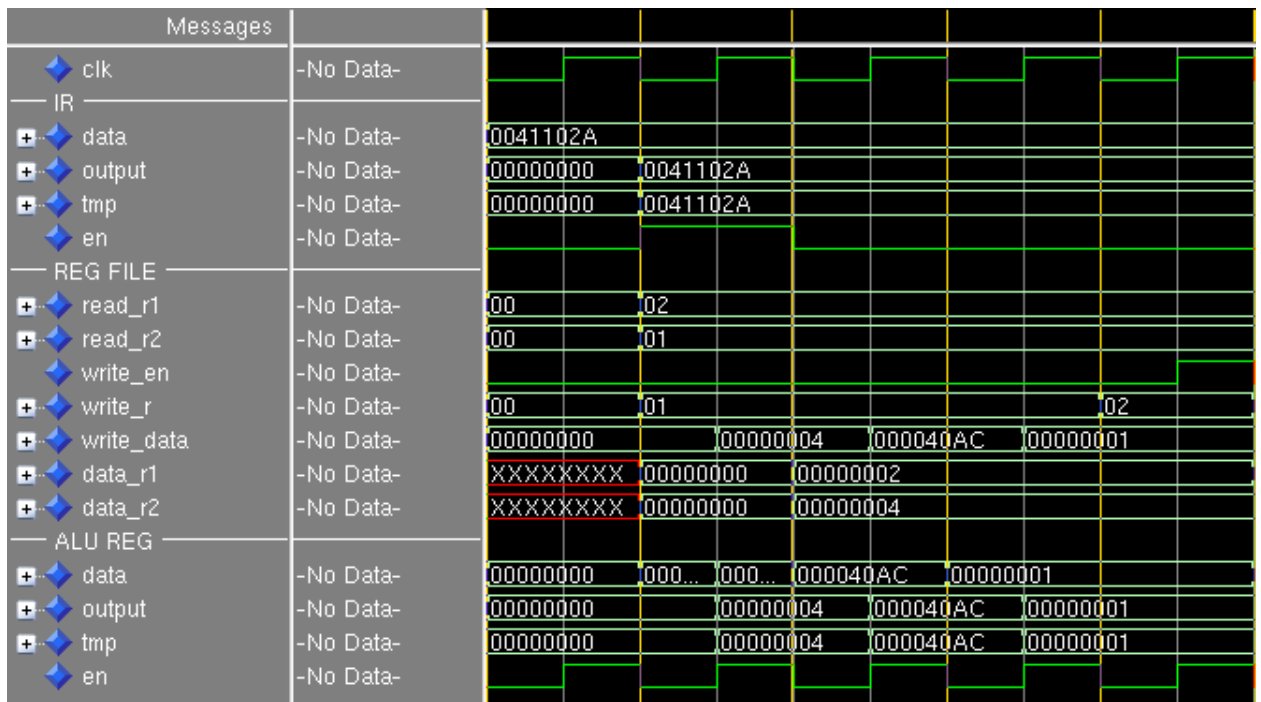 Messages
clk -No Data-
IR
data -No Data- 0041102A
output -No Data- 00000000 0041102A
tmp -No Data- 00000000 0041102A
en -No Data-
REG FILE
read_r1 -No Data- 00 02
read_r2 -No Data- 00 01
write_en -No Data-
write_r -No Data- 00 01 02
write_data -No Data- 00000000 00000004 000040AC 00000001
data_r1 -No Data- XXXXXXXX 00000000 00000002
data_r2 -No Data- XXXXXXXX 00000000 00000004
ALU REG
data -No Data- 00000000 000... 000... 000040AC 00000001
output -No Data- 00000000 00000004 000040AC 00000001
tmp -No Data- 00000000 00000004 000040AC 00000001
en -No Data-